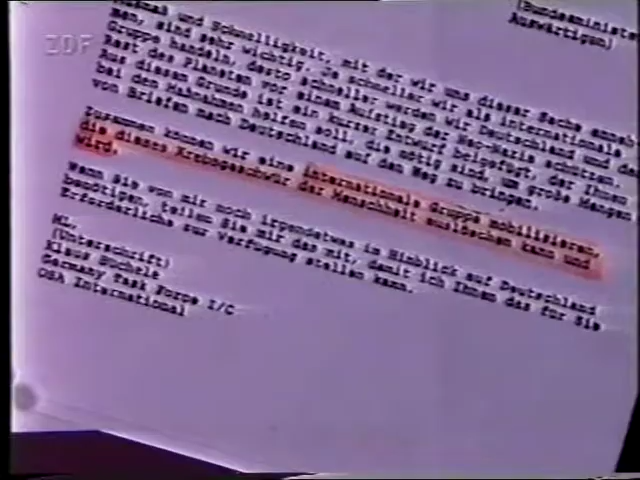 ZDF
(Bundesministe
Auswärtigen)
und Schnelligkeit, mit der wir uns dieser Sache anneh
men, sind sehr wichtig. Je schneller wir als internationale
Gruppe handeln, desto schneller werden wir Deutschland und de
Rest des Planeten vor einem Aufstieg der Neo-Nazis schützen.
Aus diesem Grunde ist ein kurzer Entwurf beigefügt, der Ihnen
bei den Maßnahmen helfen soll, die nötig sind, um große Mengen
von Briefen nach Deutschland auf den Weg zu bringen.
Zusammen können wir eine internationale Gruppe mobilisieren,
die dieses Krebsgeschwür der Menschheit auslöschen kann und
wird.
Wenn Sie von mir noch irgendetwas in Hinblick auf Deutschland
benötigen, teilen Sie mir das mit, damit ich Ihnen das für Sie
Erforderliche zur Verfügung stellen kann.
ML,
(Unterschrift)
Klaus Büchele
Germany Task Force I/C
OSA International